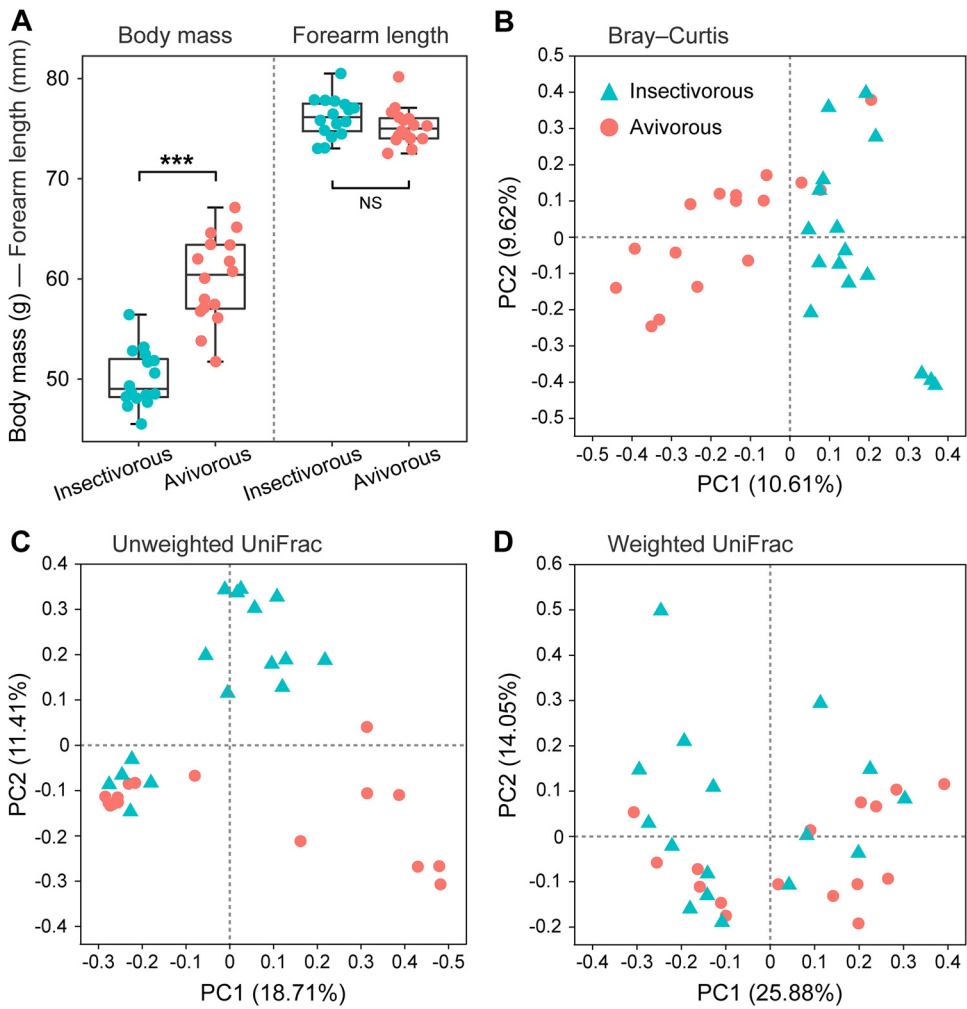 A
Body mass
Forearm length
Body mass (g) — Forearm length (mm)
80
70
60
50
***
NS
Insectivorous
Avivorous
Insectivorous
Avivorous
B
Bray–Curtis
Insectivorous
Avivorous
PC2 (9.62%)
0.5
0.4
0.3
0.2
0.1
0
-0.1
-0.2
-0.3
-0.4
-0.5
-0.5 -0.4 -0.3 -0.2 -0.1 0 0.1 0.2 0.3 0.4
PC1 (10.61%)
C
Unweighted UniFrac
PC2 (11.41%)
0.4
0.3
0.2
0.1
0
-0.1
-0.2
-0.3
-0.4
-0.3 -0.2 -0.1 0 0.1 0.2 0.3 0.4 -0.5
PC1 (18.71%)
D
Weighted UniFrac
PC2 (14.05%)
0.6
0.5
0.4
0.3
0.2
0.1
0
-0.1
-0.2
-0.4 -0.3 -0.2 -0.1 0 0.1 0.2 0.3 0.4
PC1 (25.88%)